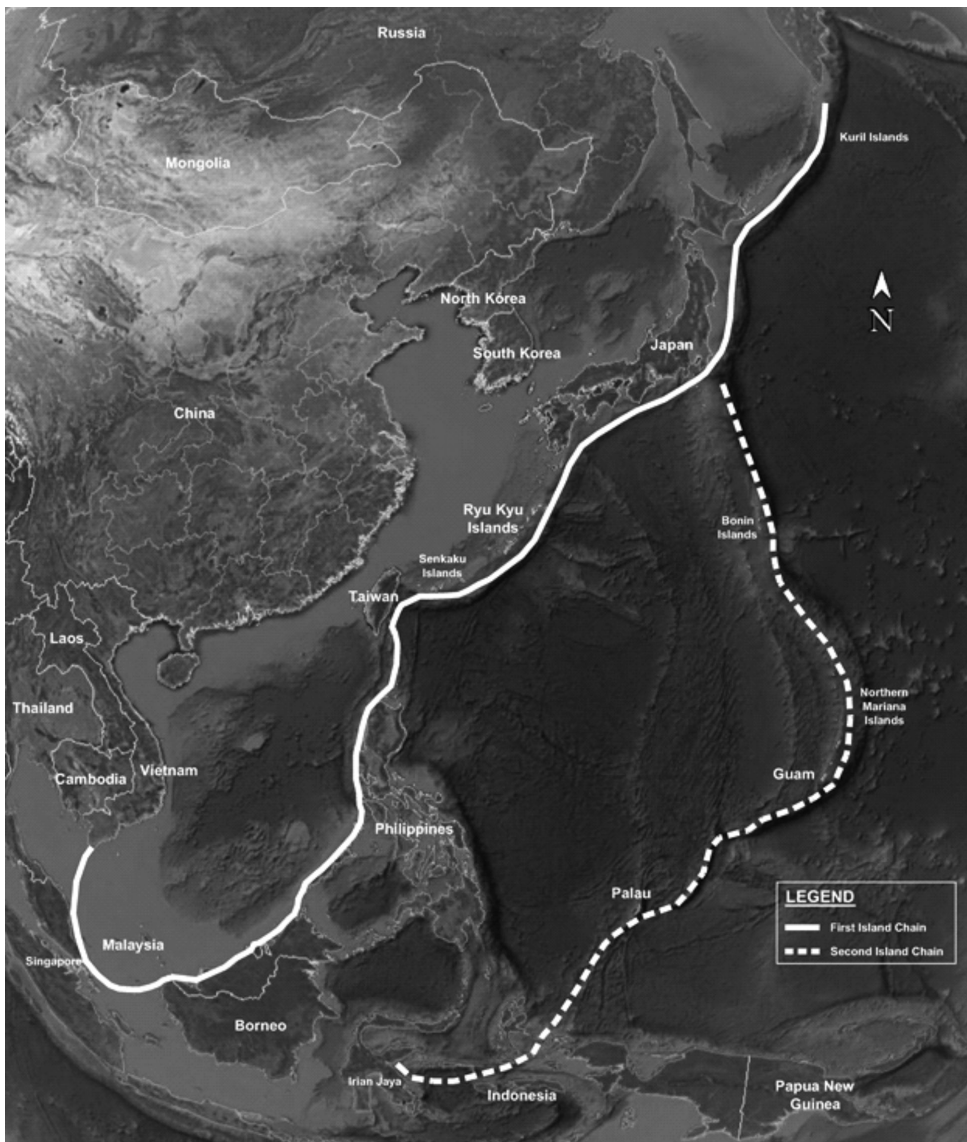 Russia
Kuril Islands
Mongolia
N
North Korea
South Korea
Japan
China
Ryu Kyu
Islands
Bonin
Islands
Senkaku
Islands
Taiwan
Laos
Thailand
Northern
Mariana
Islands
Cambodia
Vietnam
Guam
Philippines
Palau
LEGEND
First Island Chain
Second Island Chain
Malaysia
Singapore
Borneo
Irian Jaya
Indonesia
Papua New
Guinea